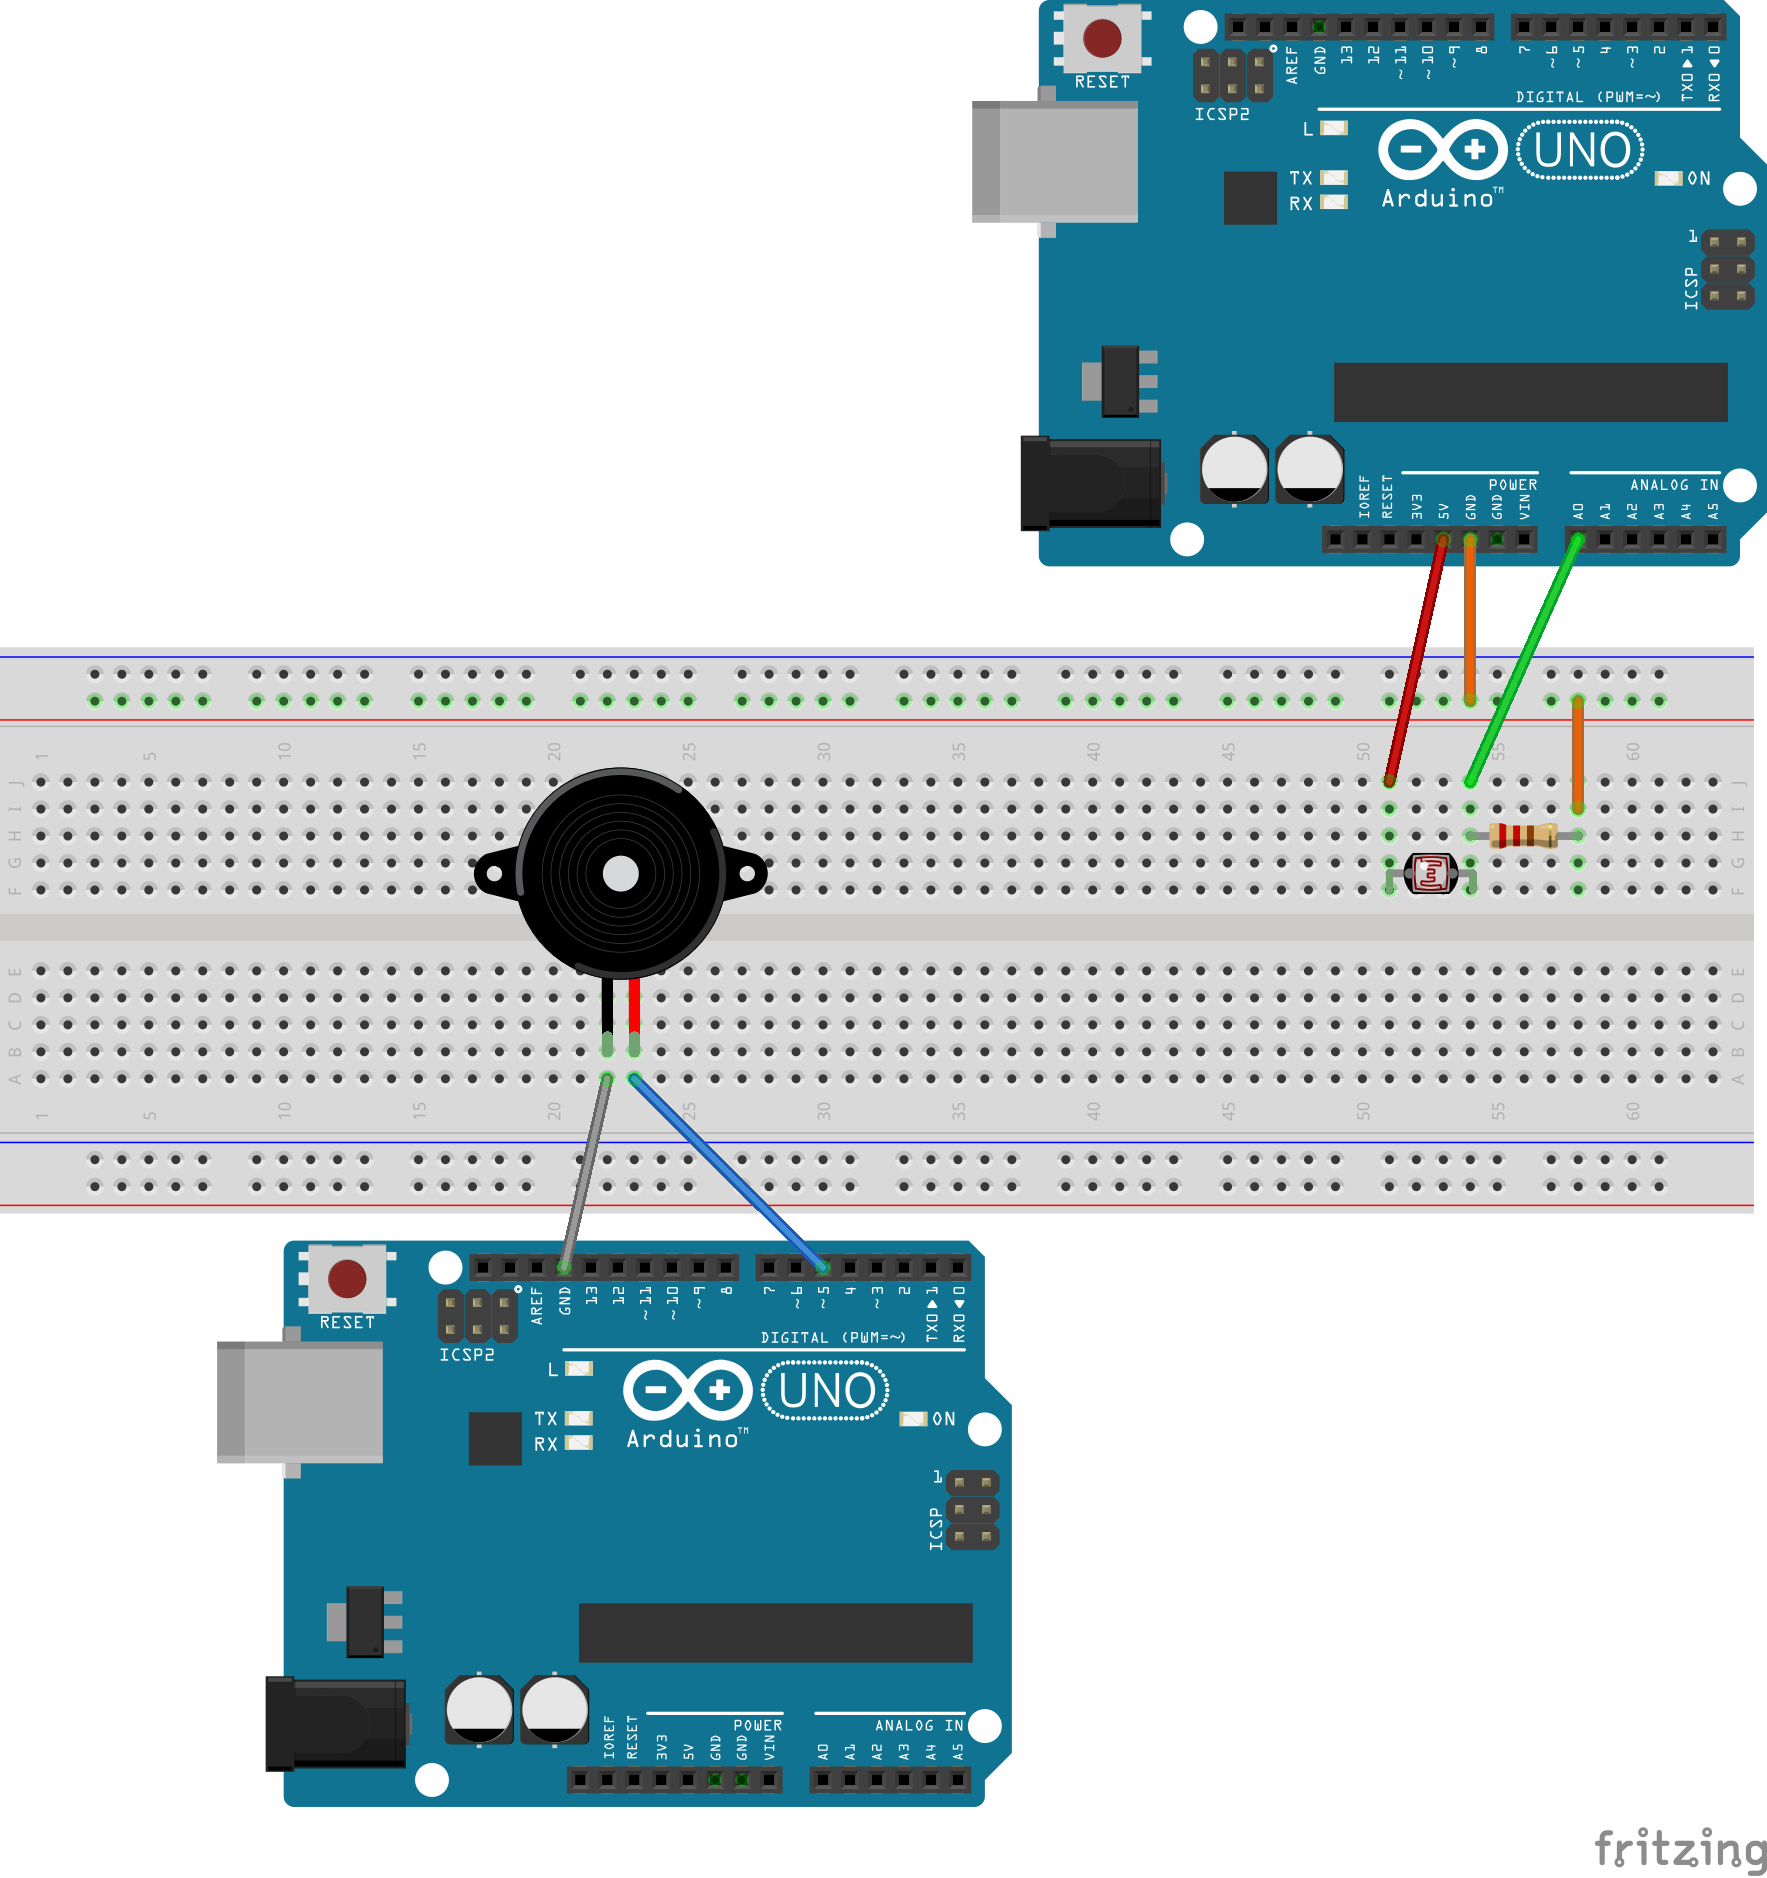 RESET
AREF GND 13 12 ~11 ~10 ~9 8 7 ~6 ~5 4 ~3 2 TX0 ▶ 1 RX0 ◀ 0
ICSP2
DIGITAL (PWM=~)
L
TX
RX
UNO
Arduino™
ON
1
ICSP
POWER
ANALOG IN
IOREF RESET 3V3 5V GND GND VIN A0 A1 A2 A3 A4 A5
1 5 10 15 20 25 30 35 40 45 50 55 60
J J
I I
H H
G G
F F
E E
D D
C C
B B
A A
1 5 10 15 20 25 30 35 40 45 50 55 60
RESET
AREF GND 13 12 ~11 ~10 ~9 8 7 ~6 ~5 4 ~3 2 TX0 ▶ 1 RX0 ◀ 0
ICSP2
DIGITAL (PWM=~)
L
TX
RX
UNO
Arduino™
ON
1
ICSP
POWER
ANALOG IN
IOREF RESET 3V3 5V GND GND VIN A0 A1 A2 A3 A4 A5
fritzing